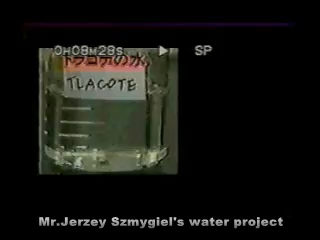 0H08M28s SP
トラコテの水
TLACOTE
Mr.Jerzey Szmygiel's water project